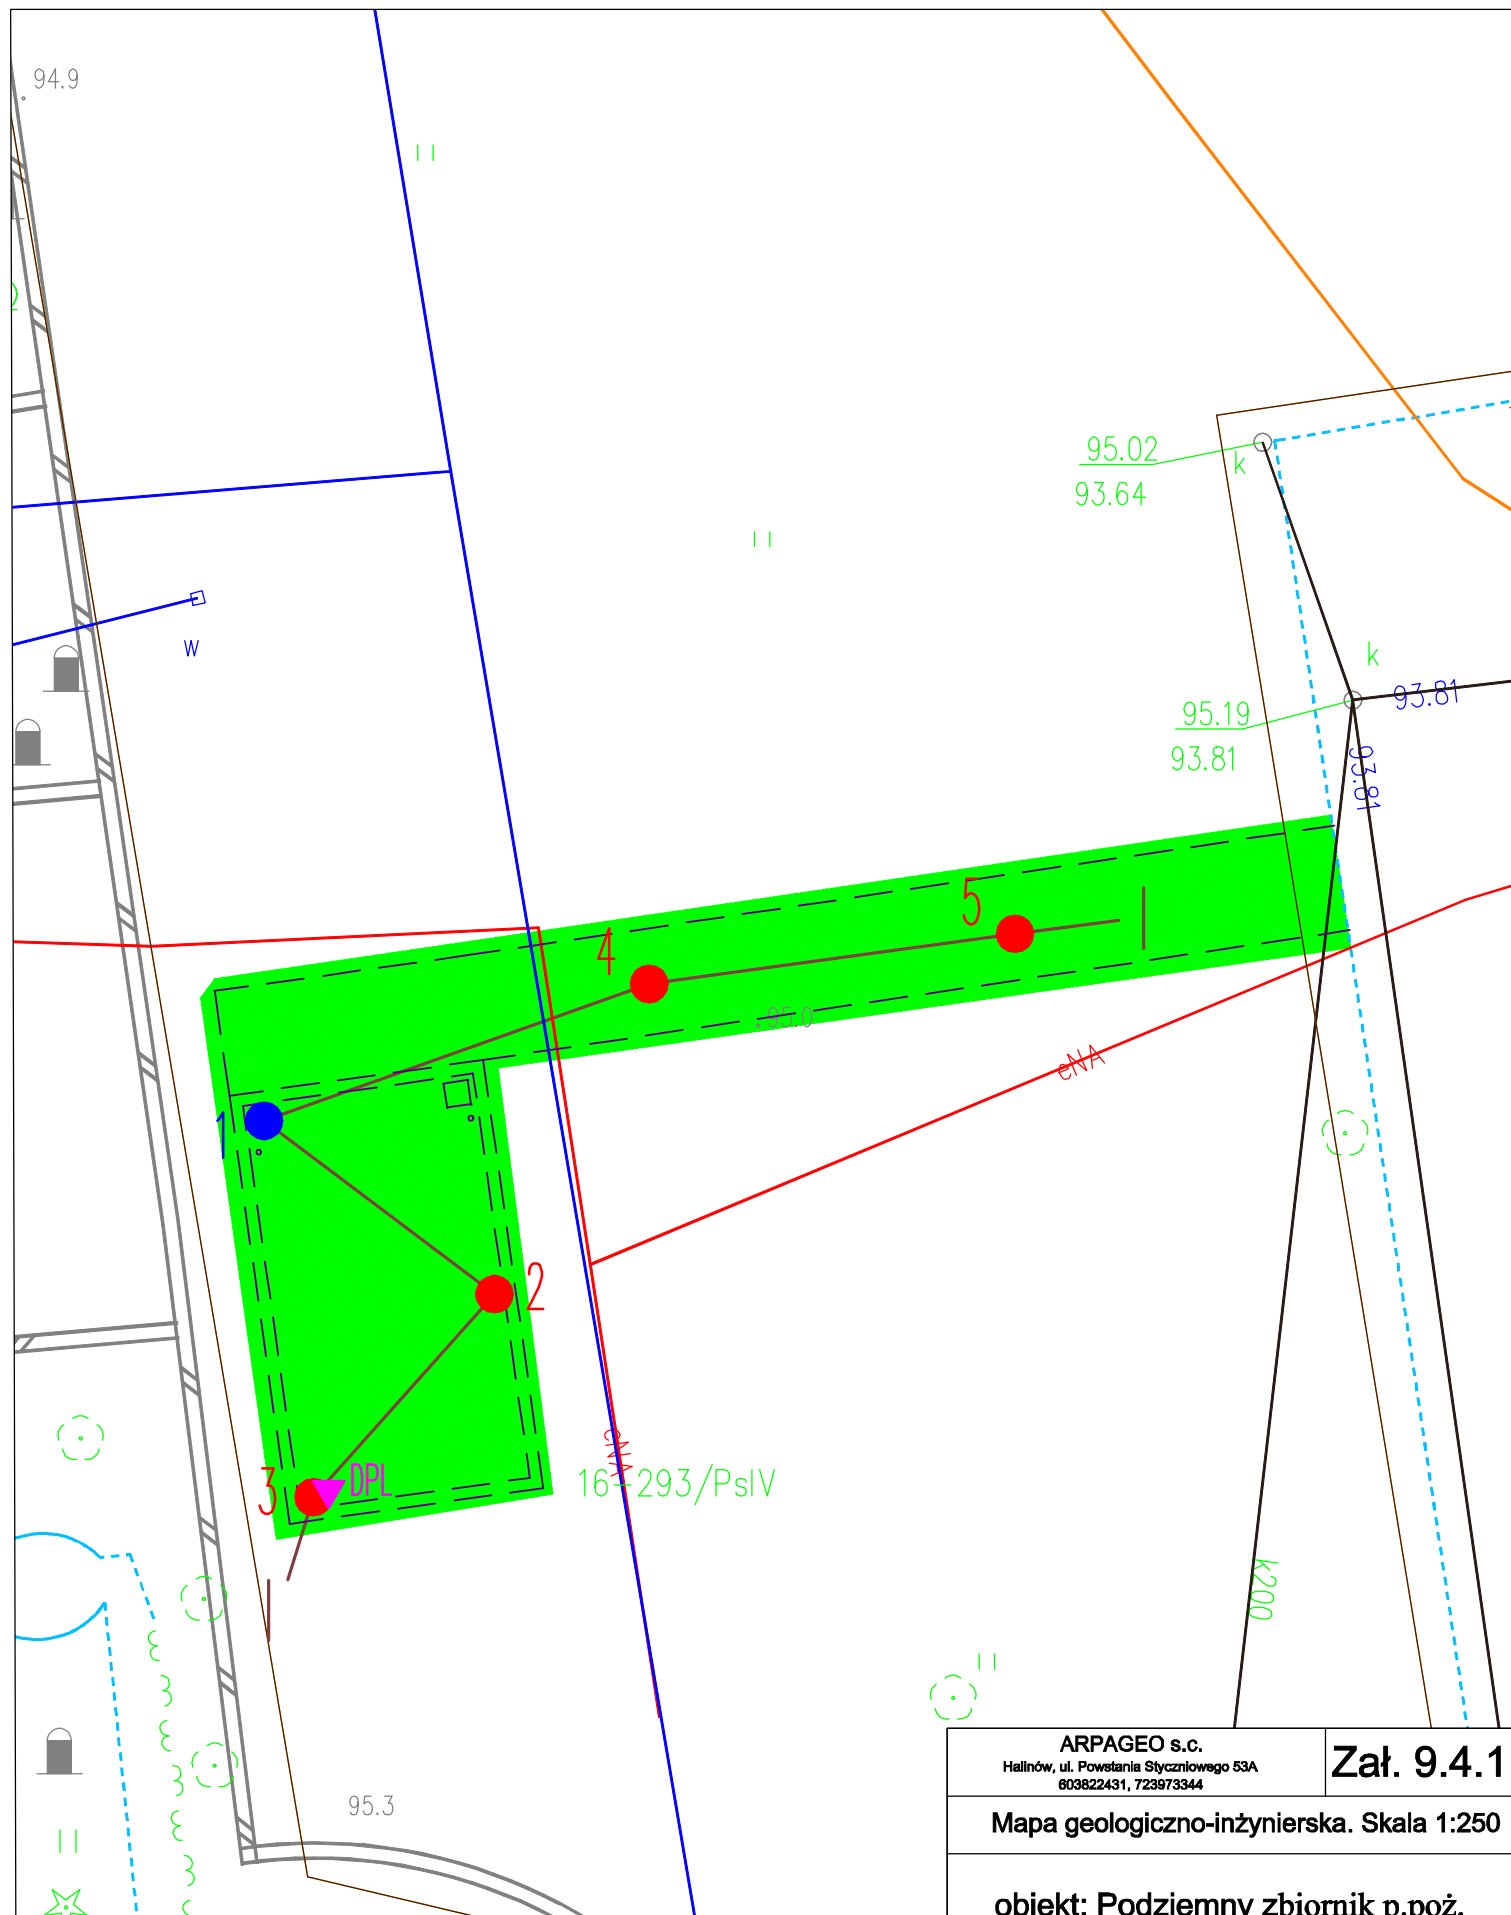 94.9
95.02
k
93.64
w
k
95.19
93.81
93.81
93.81
5
4
95.0
eNA
1
2
eNA
3
DPL
16-293/PsIV
k200
95.3
ARPAGEO s.c.
Halinów, ul. Powstania Styczniowego 53A
603822431, 723973344
Zał. 9.4.1
Mapa geologiczno-inżynierska. Skala 1:250
obiekt: Podziemny zbiornik p.poż.